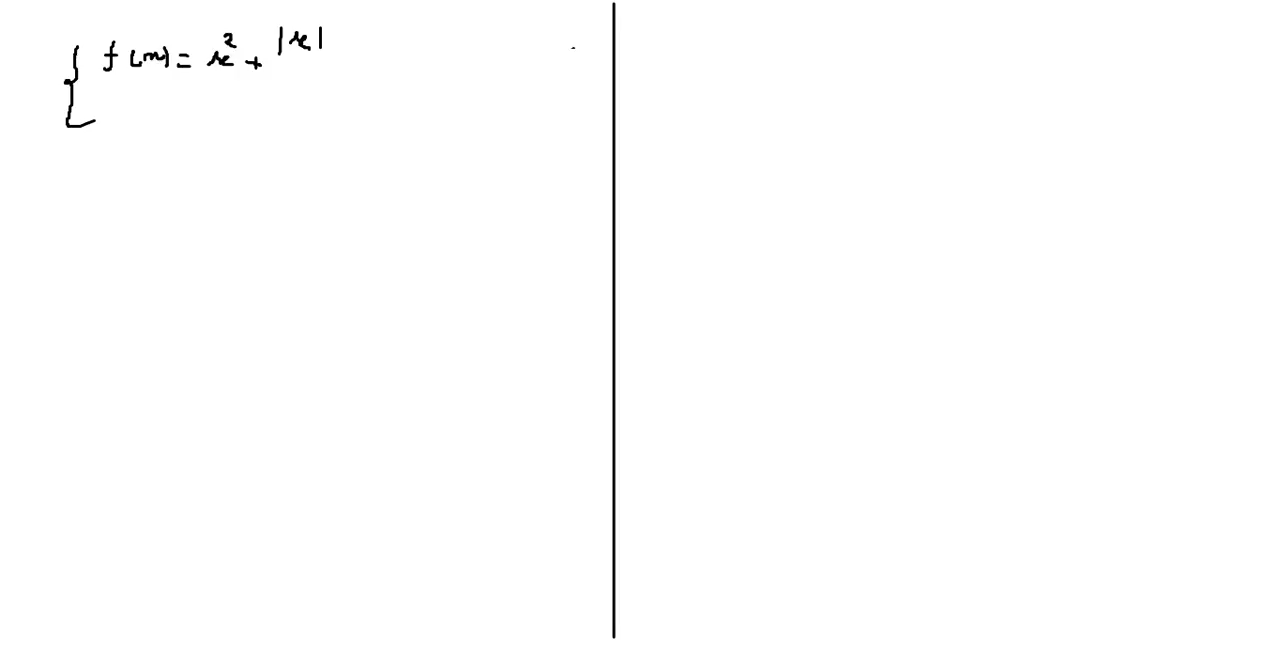 f(x) = x² + |x|